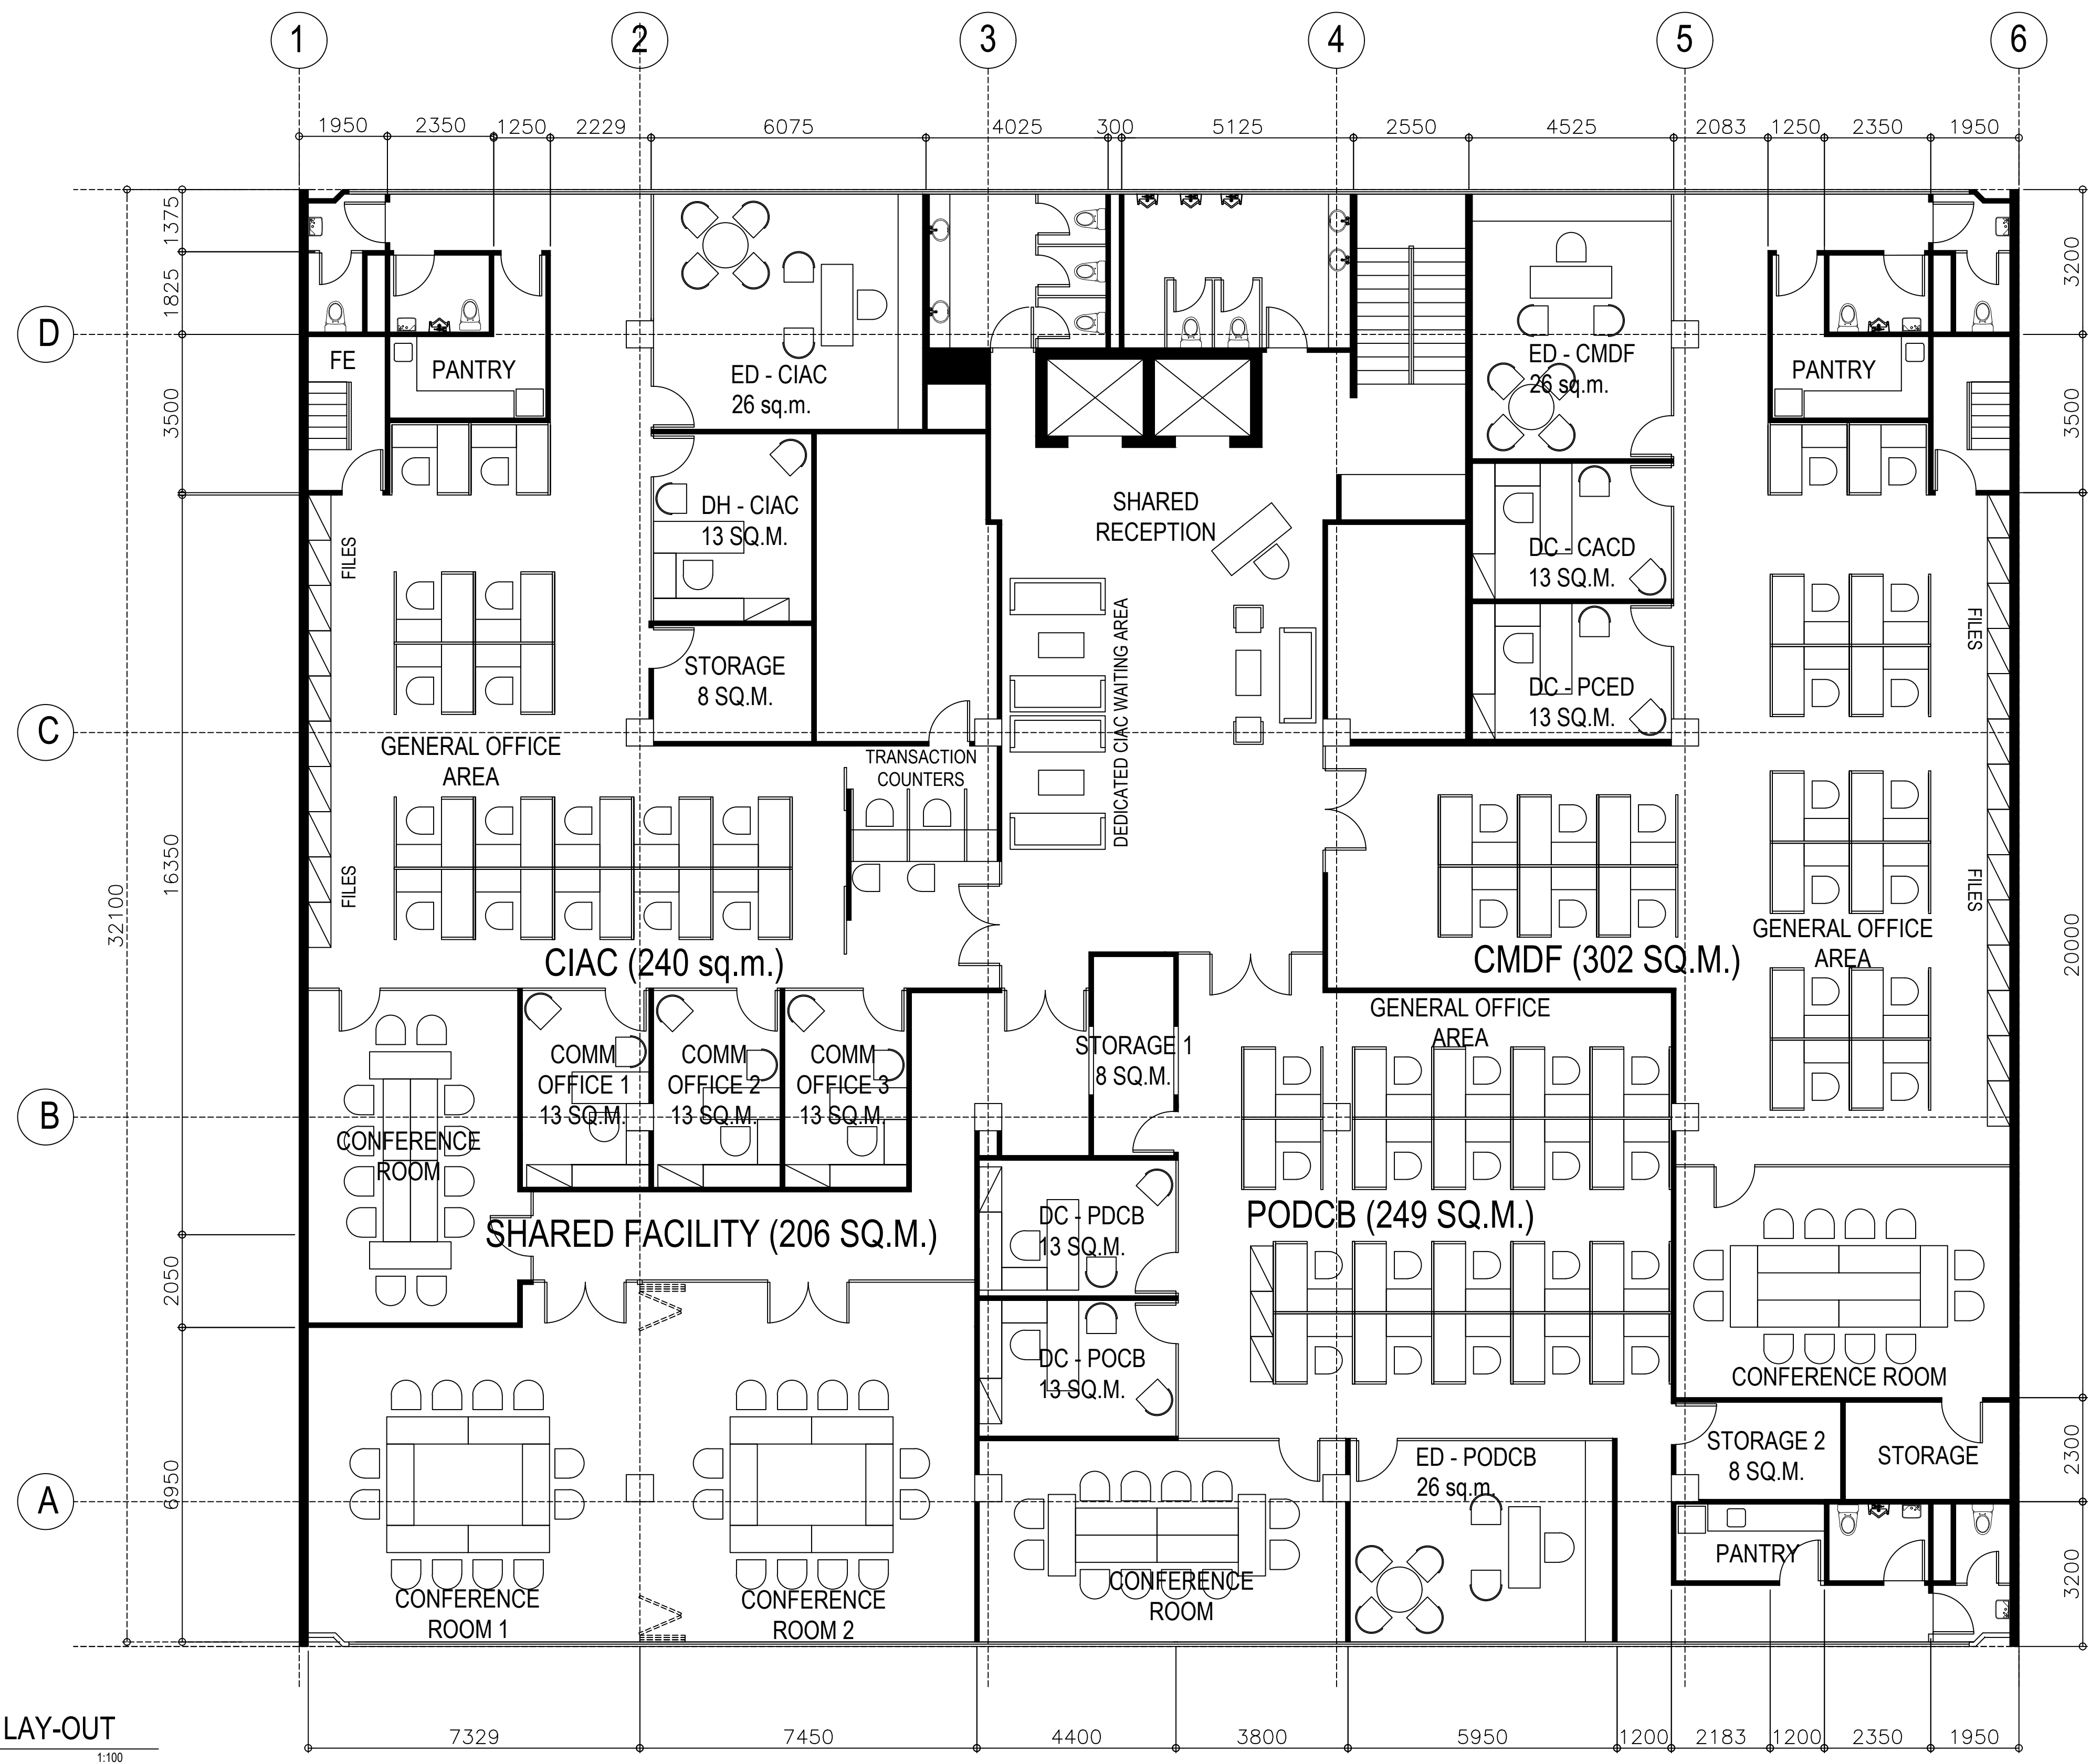 1
2
3
4
5
6
1950
2350
1250
2229
6075
4025
300
5125
2550
4525
2083
1250
2350
1950
1375
1825
3500
16350
32100
2050
6950
3200
3500
20000
2300
3200
D
C
B
A
FE
PANTRY
ED - CIAC
26 sq.m.
ED - CMDF
26 sq.m.
PANTRY
DH - CIAC
13 SQ.M.
SHARED
RECEPTION
DC - CACD
13 SQ.M.
FILES
FILES
STORAGE
8 SQ.M.
DEDICATED CIAC WAITING AREA
DC - PCED
13 SQ.M.
GENERAL OFFICE
AREA
TRANSACTION
COUNTERS
FILES
FILES
GENERAL OFFICE
AREA
CIAC (240 sq.m.)
CMDF (302 SQ.M.)
GENERAL OFFICE
AREA
COMM
OFFICE 1
13 SQ.M.
COMM
OFFICE 2
13 SQ.M.
COMM
OFFICE 3
13 SQ.M.
STORAGE 1
8 SQ.M.
CONFERENCE
ROOM
SHARED FACILITY (206 SQ.M.)
DC - PDCB
13 SQ.M.
PODCB (249 SQ.M.)
DC - POCB
13 SQ.M.
CONFERENCE ROOM
ED - PODCB
26 sq.m.
STORAGE 2
8 SQ.M.
STORAGE
PANTRY
CONFERENCE
ROOM 1
CONFERENCE
ROOM 2
CONFERENCE
ROOM
LAY-OUT
1:100
7329
7450
4400
3800
5950
1200
2183
1200
2350
1950